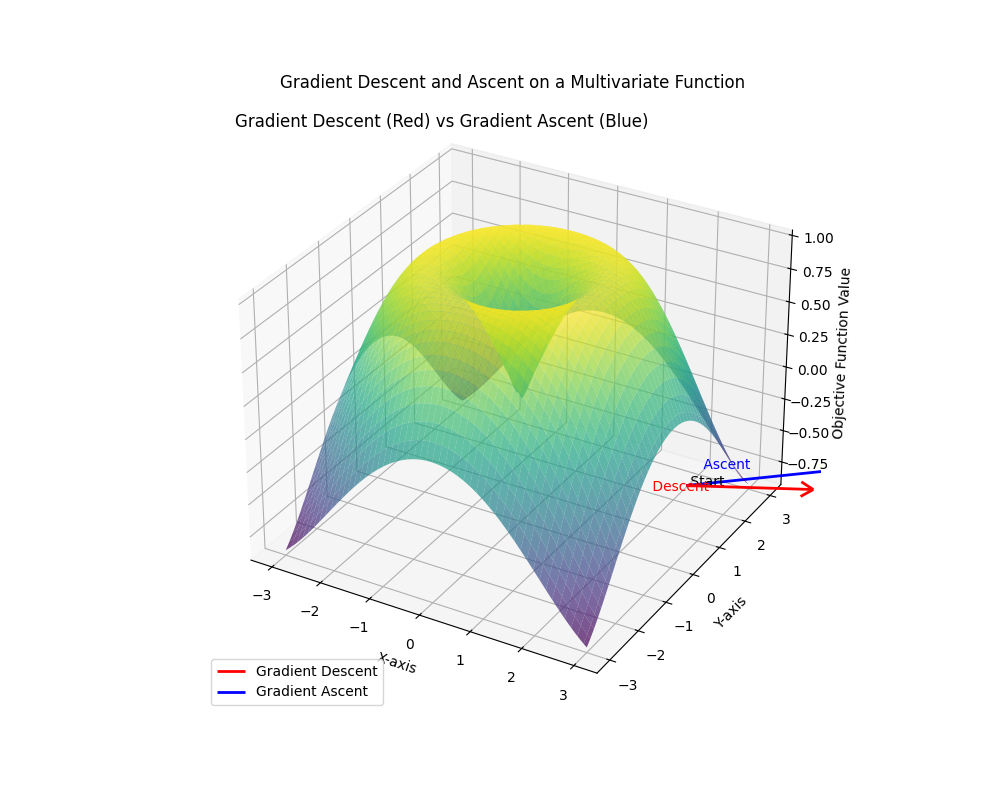 Gradient Descent and Ascent on a Multivariate Function
Gradient Descent (Red) vs Gradient Ascent (Blue)
1.00
0.75
0.50
0.25
0.00
−0.25
−0.50
−0.75
Objective Function Value
Ascent
Start
Descent
3
2
1
0
−1
−2
−3
Y-axis
−3
−2
−1
0
1
2
3
X-axis
Gradient Descent
Gradient Ascent